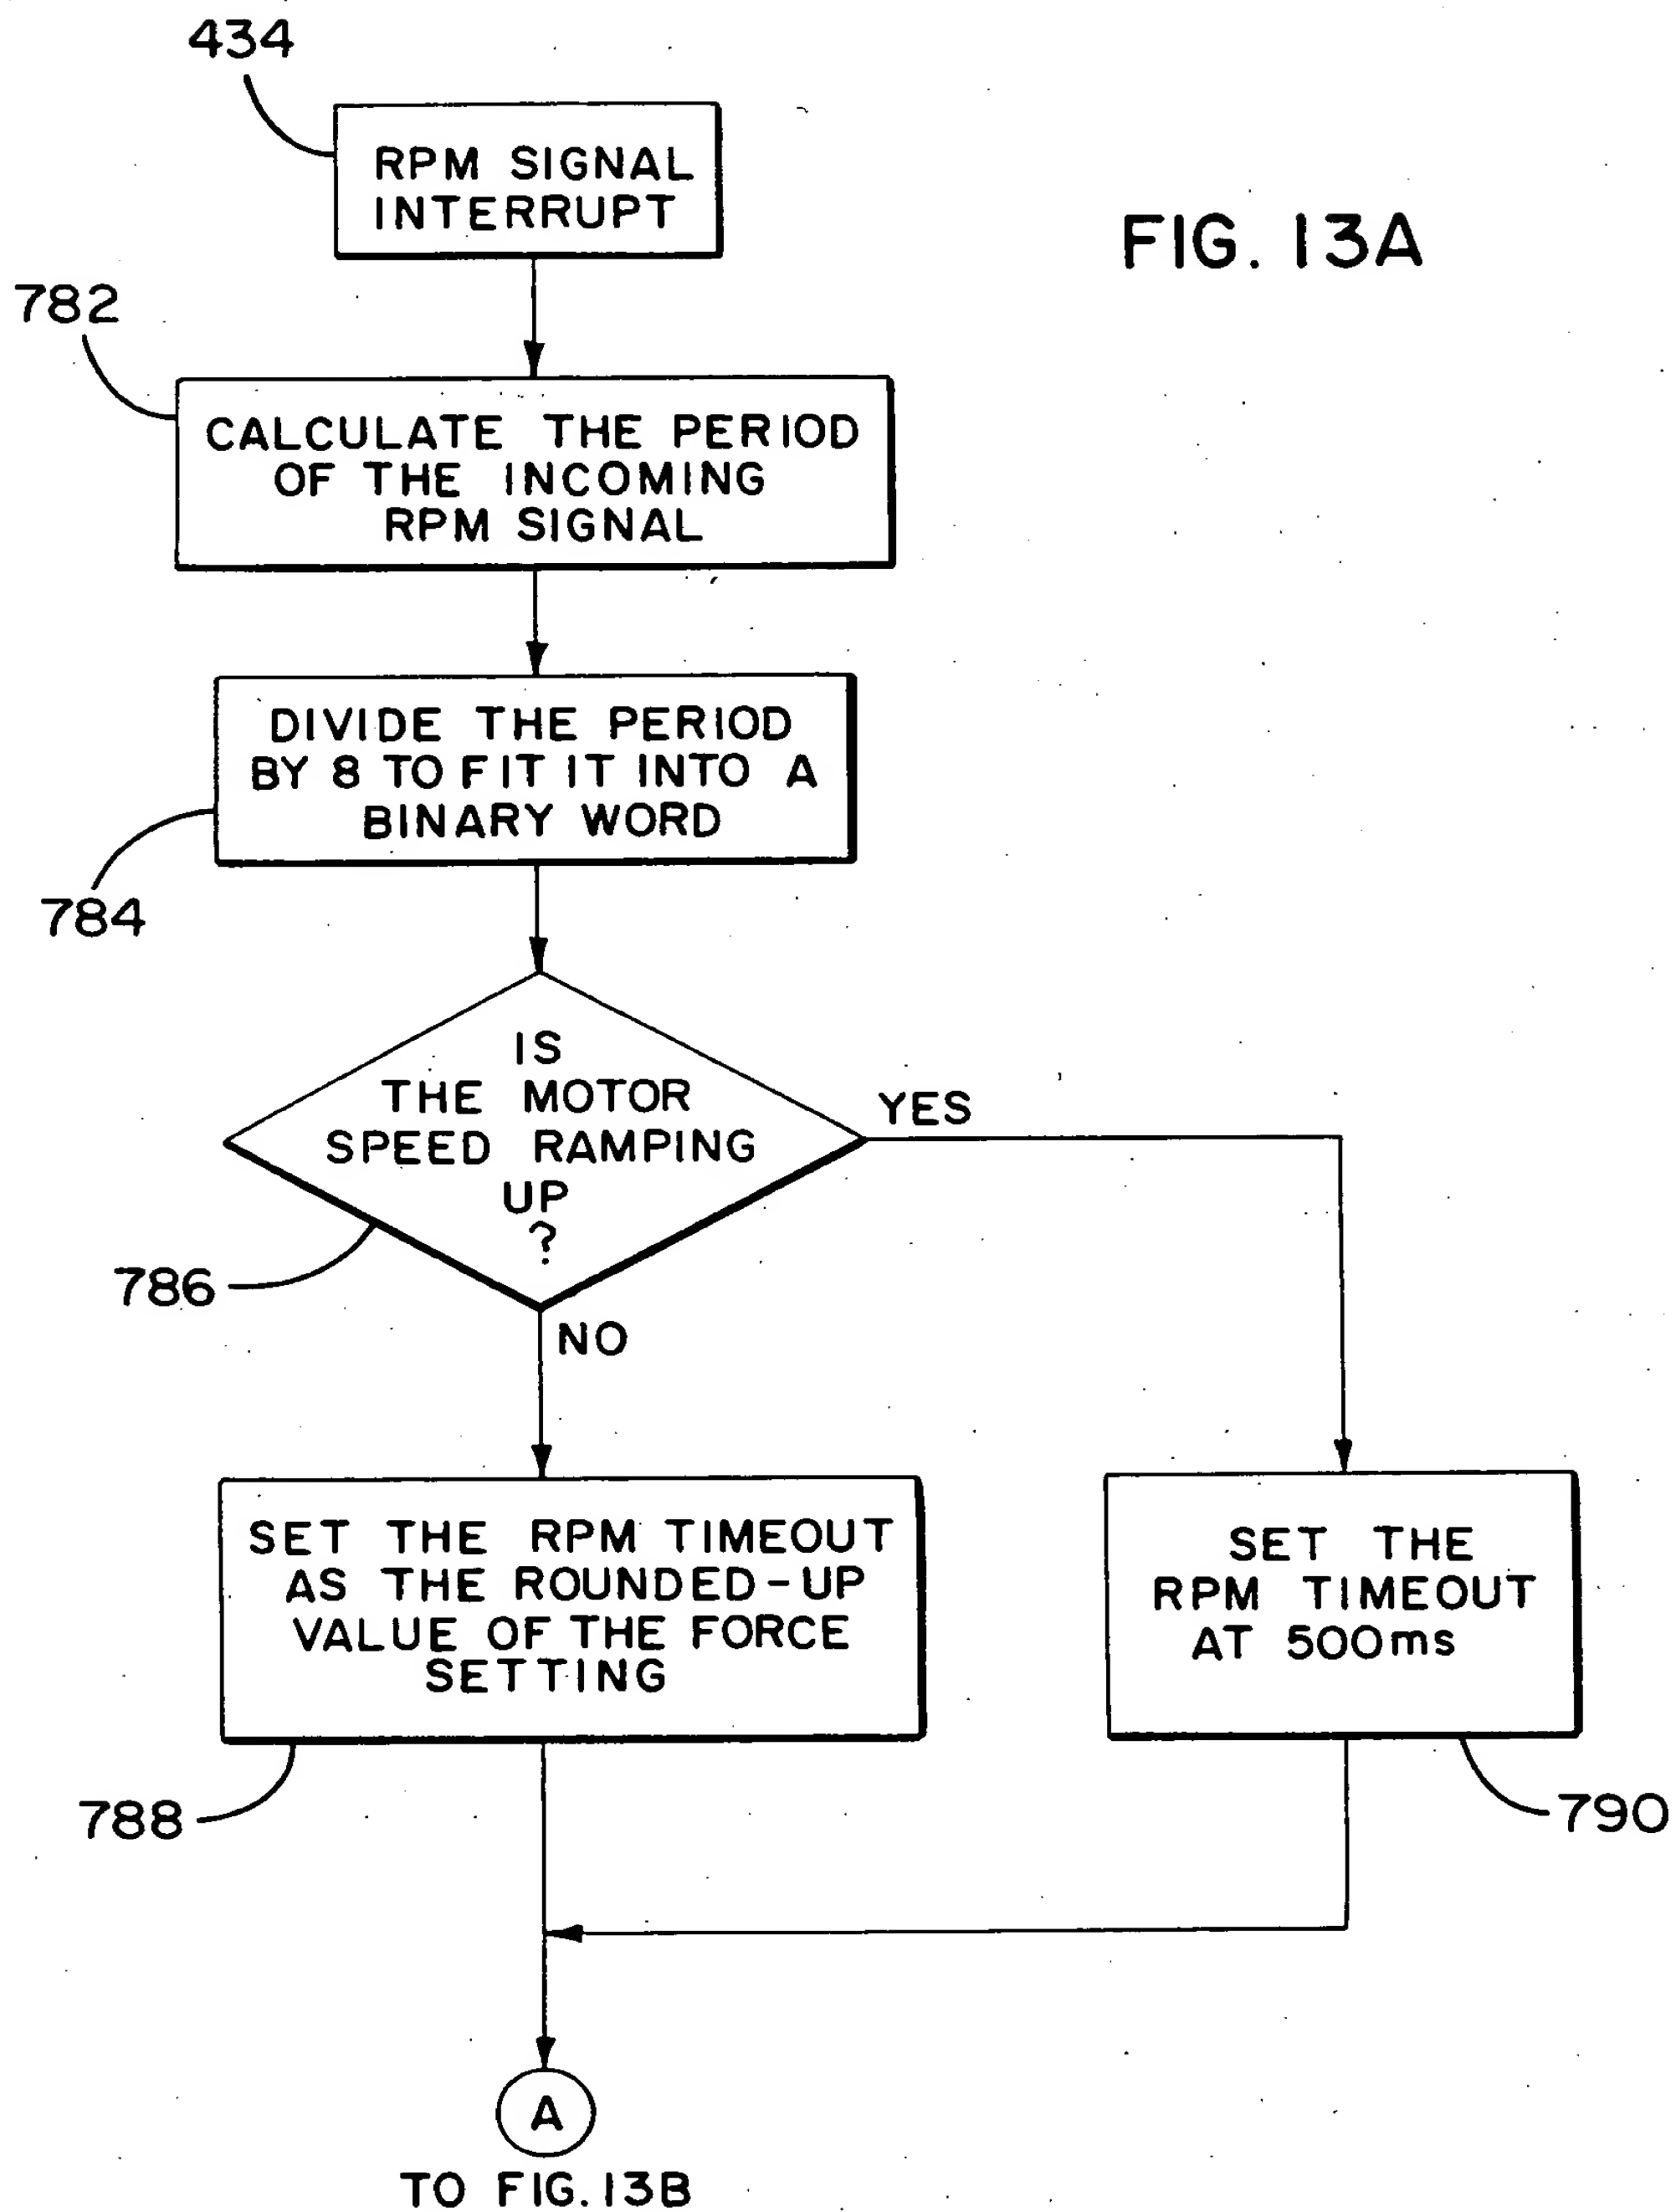 434
RPM SIGNAL
INTERRUPT
FIG. 13A
782
CALCULATE THE PERIOD
OF THE INCOMING
RPM SIGNAL
DIVIDE THE PERIOD
BY 8 TO FIT IT INTO A
BINARY WORD
784
IS
THE MOTOR
SPEED RAMPING
UP
?
YES
786
NO
SET THE RPM TIMEOUT
AS THE ROUNDED-UP
VALUE OF THE FORCE
SETTING
SET THE
RPM TIMEOUT
AT 500ms
788
790
A
TO FIG. 13B